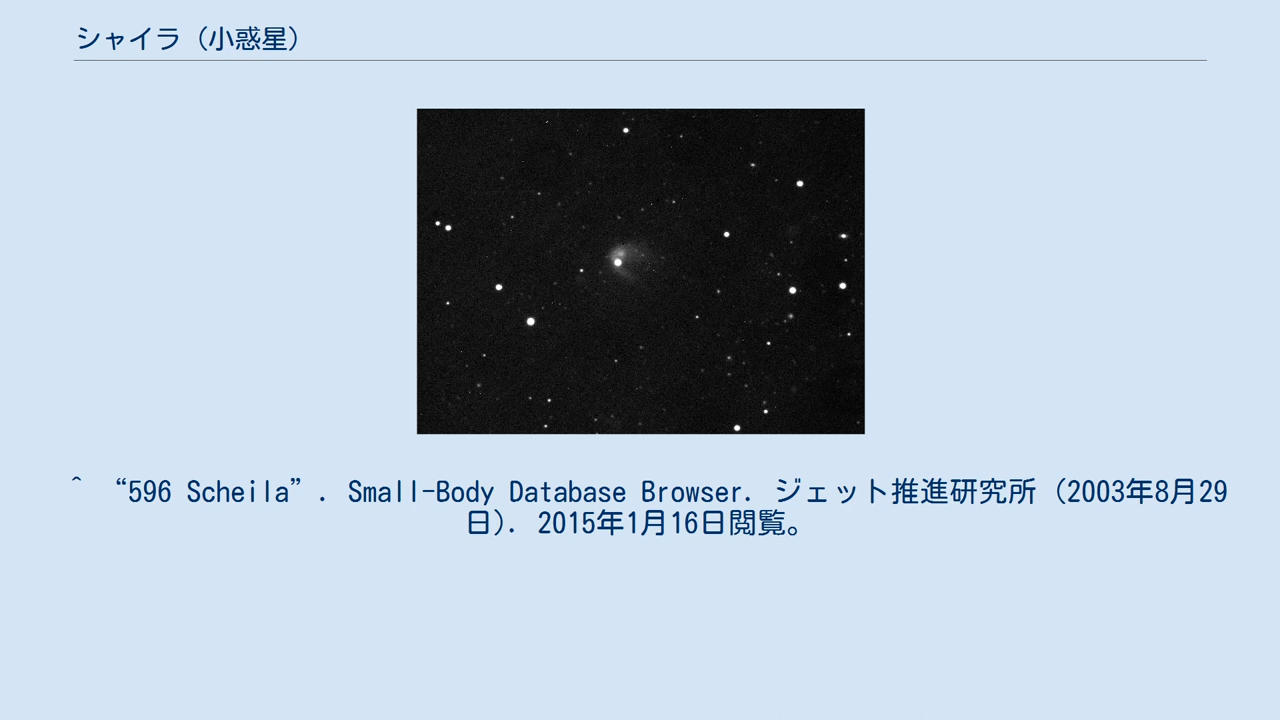 シャイラ（小惑星）
^ “596 Scheila”. Small-Body Database Browser. ジェット推進研究所 (2003年8月29
日). 2015年1月16日閲覧。